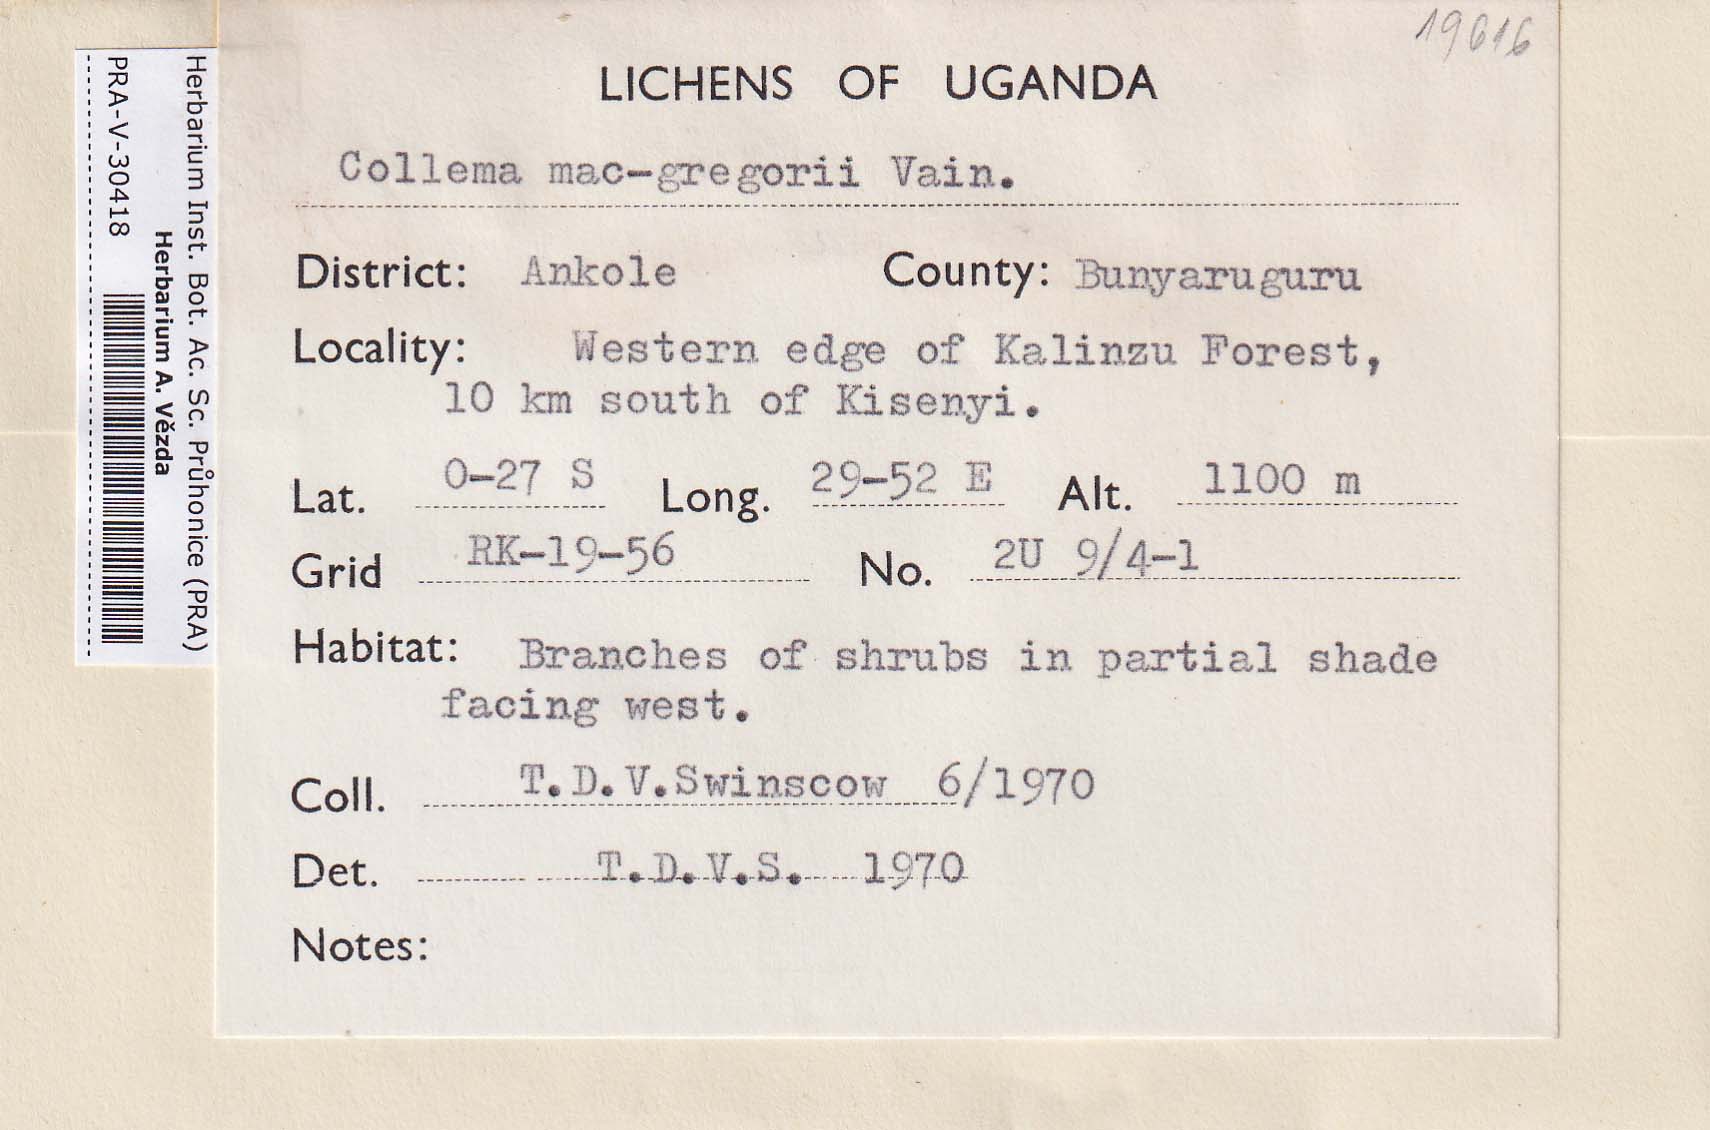 19616
LICHENS OF UGANDA
Collema mac-gregorii Vain.
District: Ankole County: Bunyaruguru
Locality: Western edge of Kalinzu Forest,
10 km south of Kisenyi.
Lat. 0-27 S Long. 29-52 E Alt. 1100 m
Grid RK-19-56 No. 2U 9/4-1
Habitat: Branches of shrubs in partial shade
facing west.
Coll. T.D.V.Swinscow 6/1970
Det. T.D.V.S. 1970
Notes:
Herbarium Inst. Bot. Ac. Sc. Průhonice (PRA)
Herbarium A. Vězda
PRA-V-30418